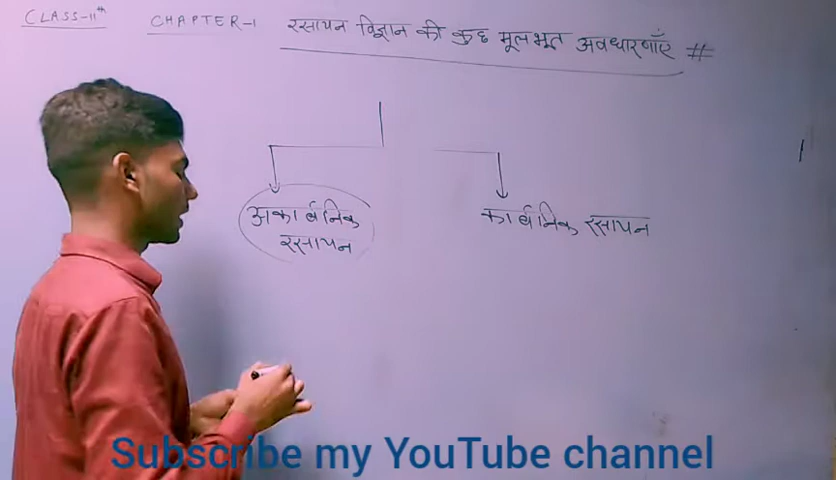 CLASS-11th CHAPTER-1 रसायन विज्ञान की कुछ मूलभूत अवधारणाएँ #
अकार्बनिक
रसायन
कार्बनिक रसायन
Subscribe my YouTube channel